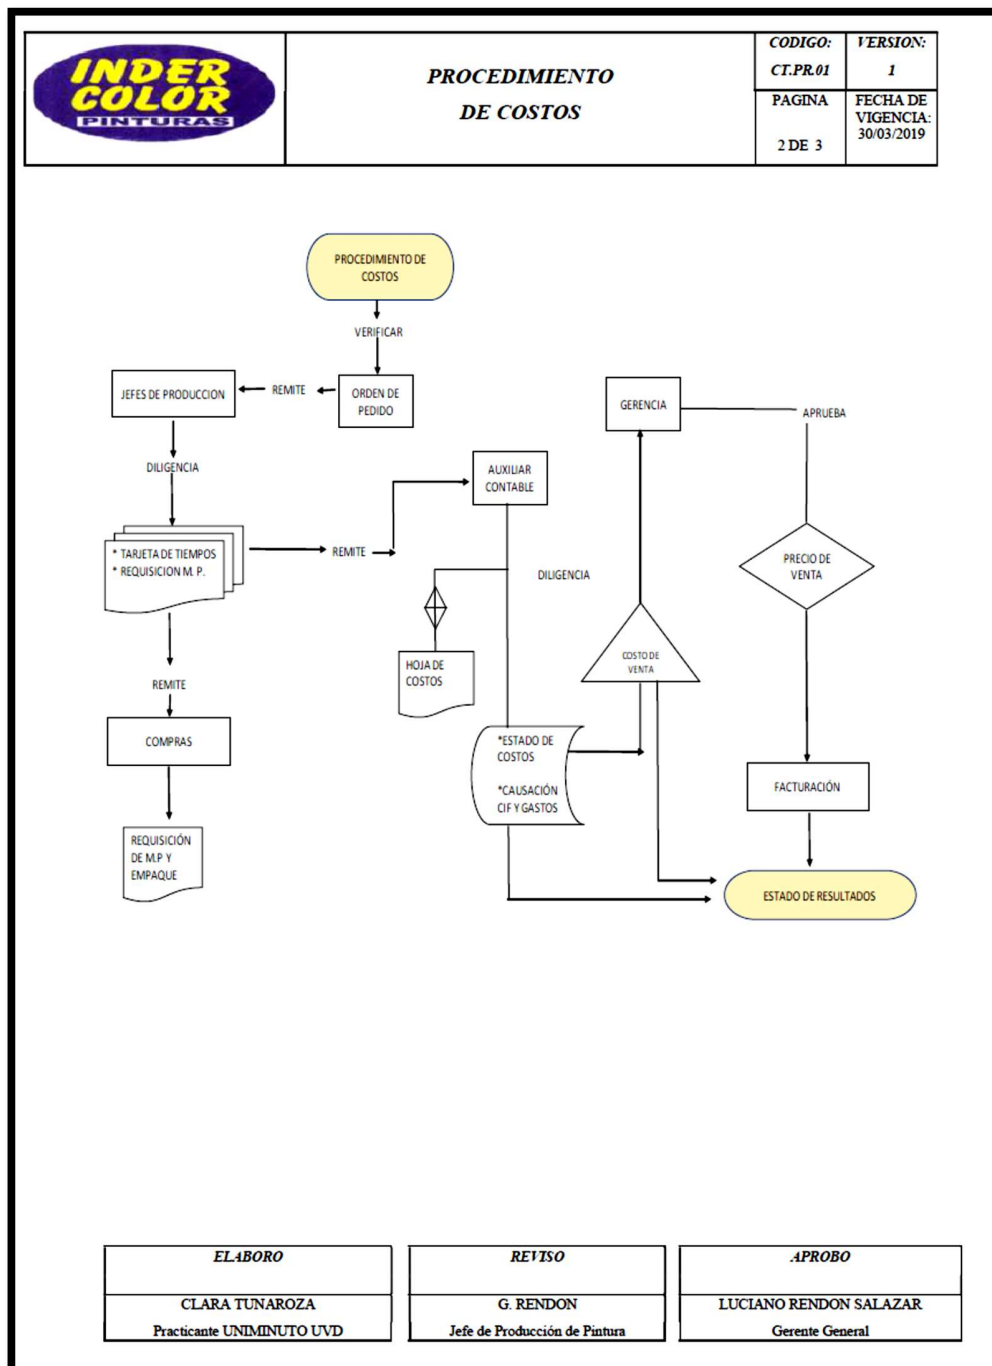 INDER
COLOR
PINTURAS
PROCEDIMIENTO
DE COSTOS
CODIGO:
CT.PR.01
VERSION:
1
PAGINA
2 DE 3
FECHA DE
VIGENCIA:
30/03/2019
PROCEDIMIENTO DE
COSTOS
VERIFICAR
ORDEN DE
PEDIDO
REMITE
JEFES DE PRODUCCION
DILIGENCIA
* TARJETA DE TIEMPOS
* REQUISICION M. P.
REMITE
COMPRAS
REQUISICIÓN
DE M.P Y
EMPAQUE
REMITE
AUXILIAR
CONTABLE
DILIGENCIA
HOJA DE
COSTOS
*ESTADO DE
COSTOS
*CAUSACIÓN
CIF Y GASTOS
COSTO DE
VENTA
GERENCIA
APRUEBA
PRECIO DE
VENTA
FACTURACIÓN
ESTADO DE RESULTADOS
ELABORO
CLARA TUNAROZA
Practicante UNIMINUTO UVD
REVISO
G. RENDON
Jefe de Producción de Pintura
APROBO
LUCIANO RENDON SALAZAR
Gerente General